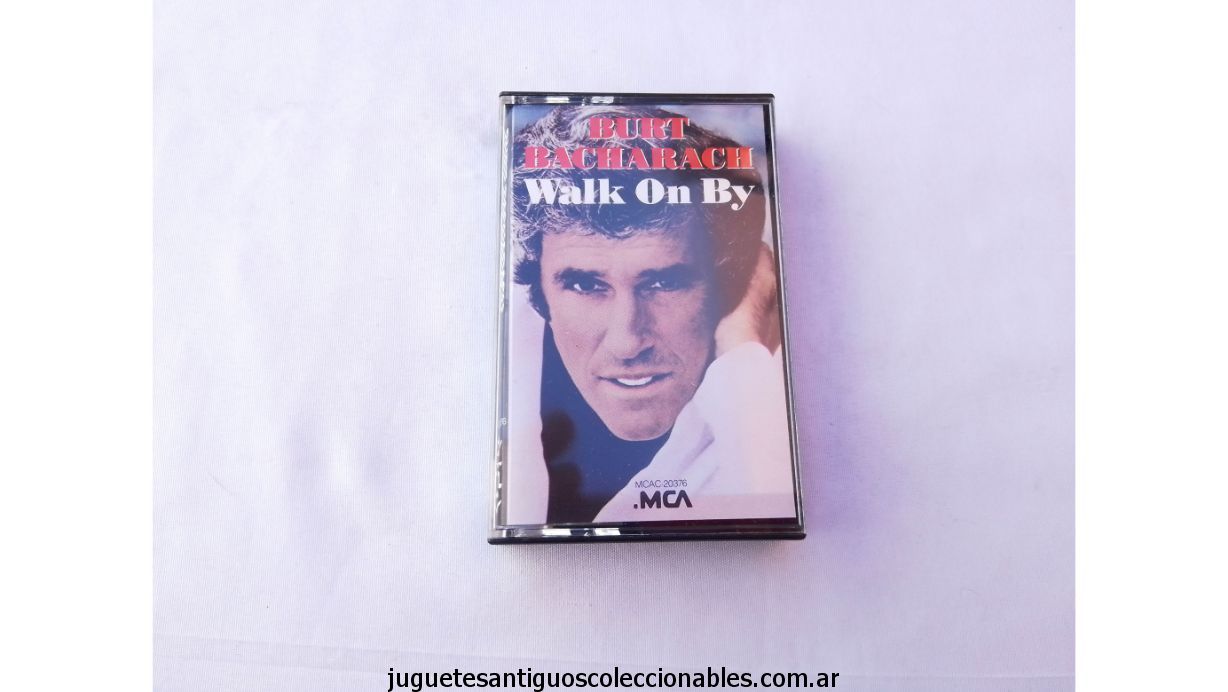 BURT
BACHARACH
Walk On By
MCAC-20376
.MCA
juguetesantiguoscoleccionables.com.ar